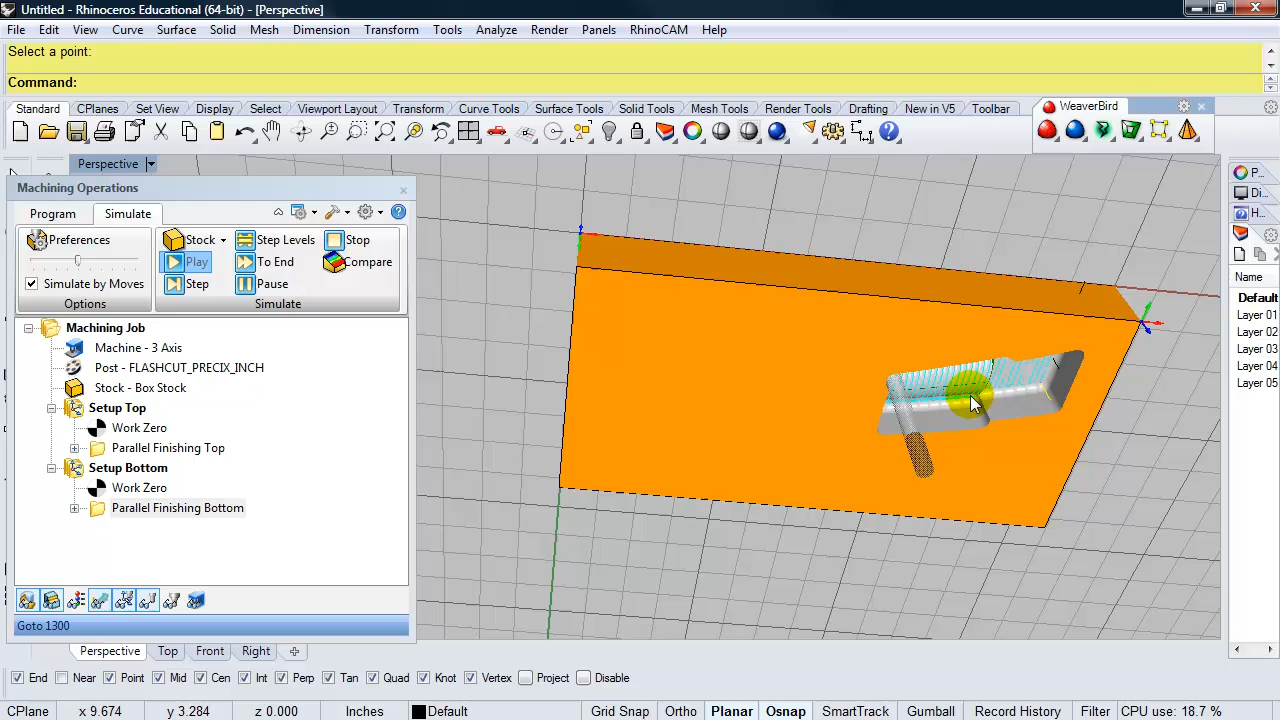 Untitled - Rhinoceros Educational (64-bit) - [Perspective]
File Edit View Curve Surface Solid Mesh Dimension Transform Tools Analyze Render Panels RhinoCAM Help
Select a point:
Command:
Standard CPlanes Set View Display Select Viewport Layout Transform Curve Tools Surface Tools Solid Tools Mesh Tools Render Tools Drafting New in V5 Toolbar
WeaverBird
Perspective
Machining Operations
Program Simulate
Preferences Stock Step Levels Stop
Play To End Compare
Simulate by Moves Step Pause
Options Simulate
Machining Job
Machine - 3 Axis
Post - FLASHCUT_PRECIX_INCH
Stock - Box Stock
Setup Top
Work Zero
Parallel Finishing Top
Setup Bottom
Work Zero
Parallel Finishing Bottom
Goto 1300
P...
Di...
H...
Name
Default
Layer 01
Layer 02
Layer 03
Layer 04
Layer 05
Perspective Top Front Right
End Near Point Mid Cen Int Perp Tan Quad Knot Vertex Project Disable
CPlane x 9.674 y 3.284 z 0.000 Inches Default Grid Snap Ortho Planar Osnap SmartTrack Gumball Record History Filter CPU use: 18.7 %